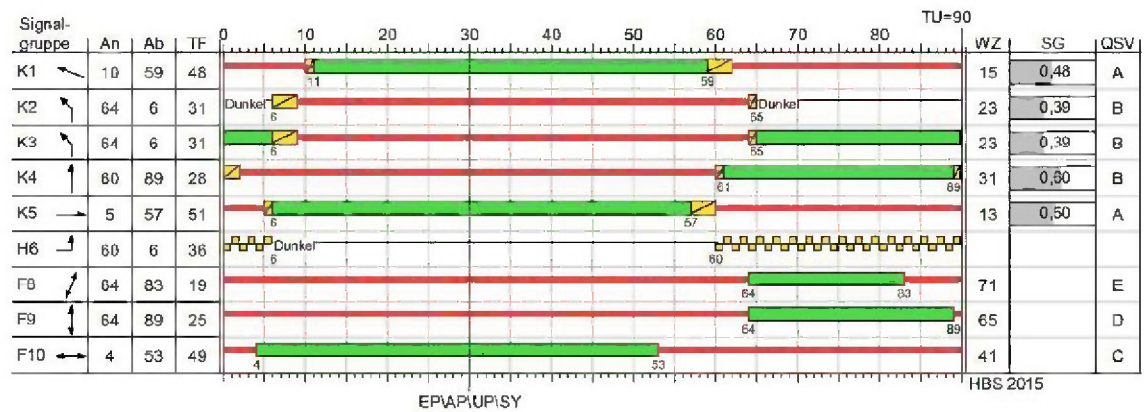 TU=90
Signal-
gruppe An Ab TF 0 10 20 30 40 50 60 70 80 WZ SG QSV
K1 10 59 48 11 59 15 0,48 A
K2 64 6 31 Dunkel 6 65 Dunkel 23 0,39 B
K3 64 6 31 6 65 23 0,39 B
K4 60 89 28 61 89 31 0,60 B
K5 5 57 51 6 57 13 0,50 A
H6 60 6 36 Dunkel 6 60
F8 64 83 19 64 83 71 E
F9 64 89 25 64 89 65 D
F10 4 53 49 4 53 41 C
HBS 2015
EP\AP\UP\SY